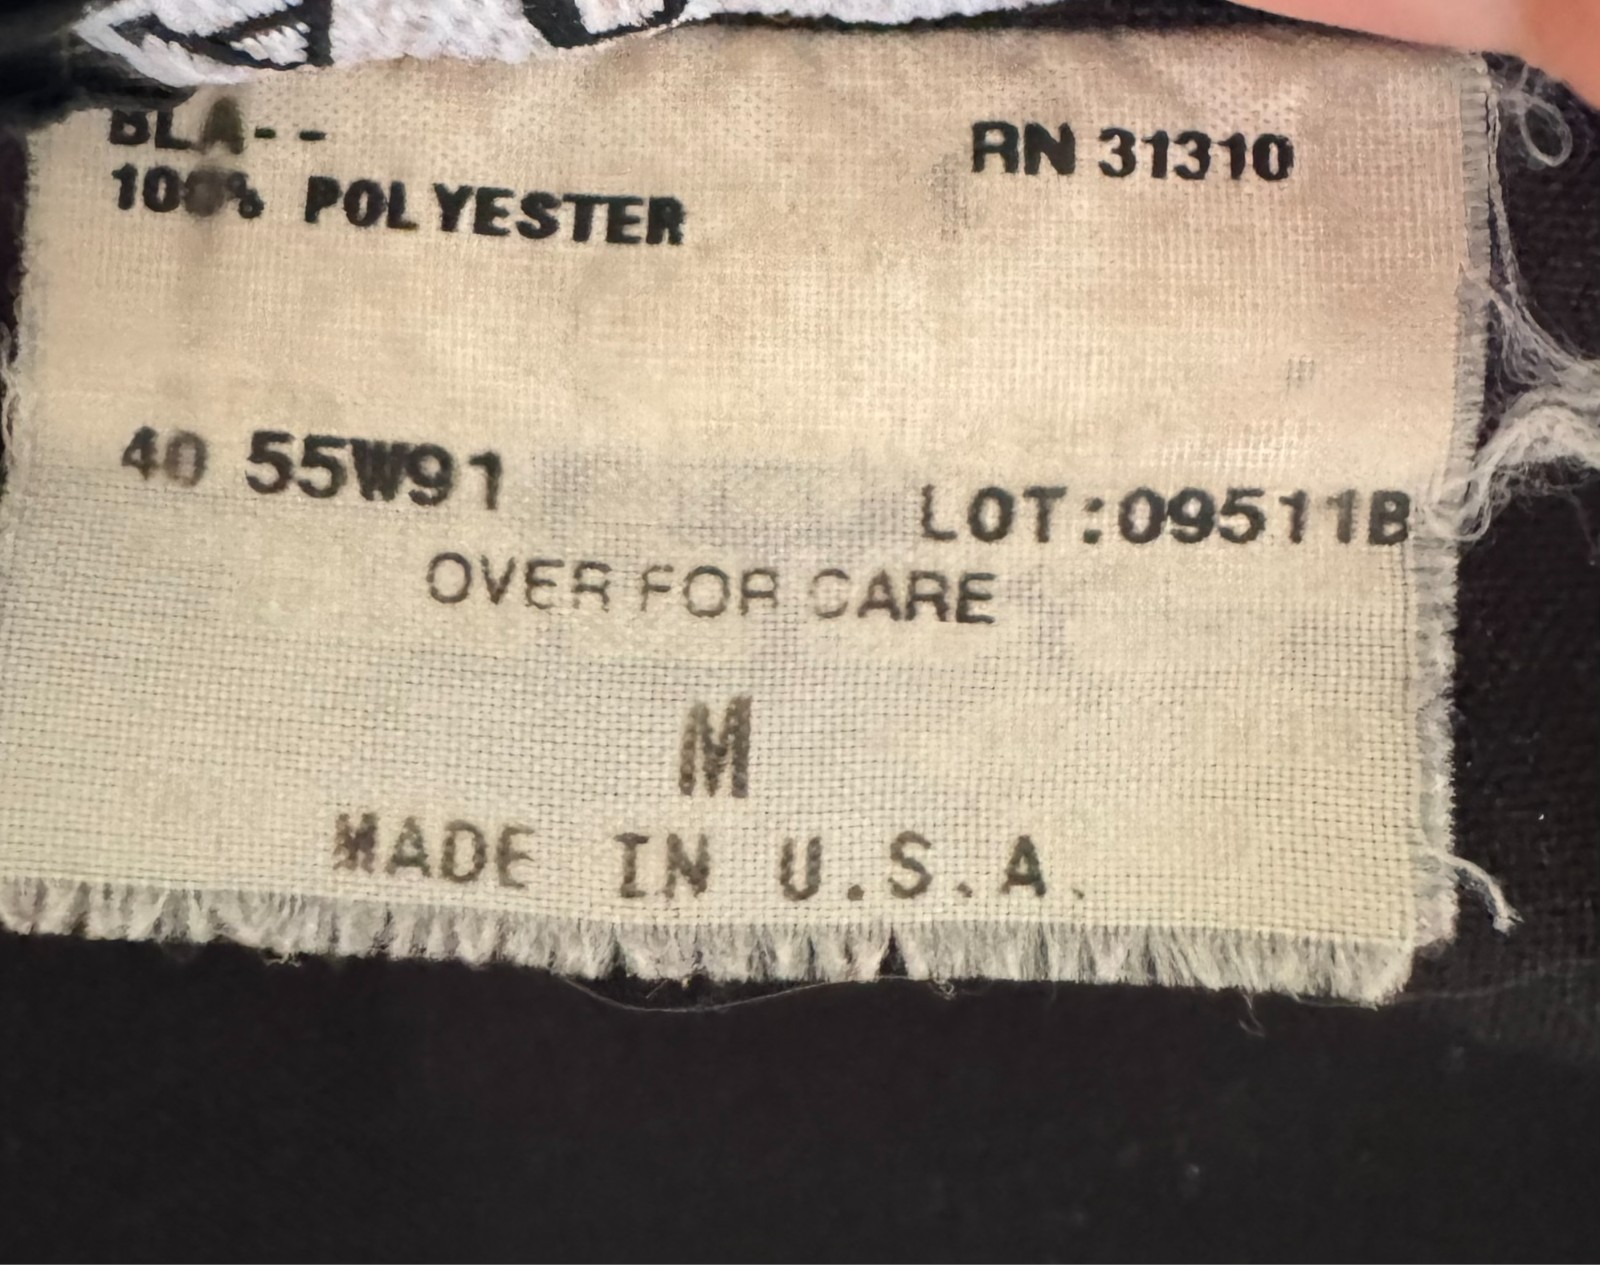 BLA--
RN 31310
100% POLYESTER
40 55W91
LOT:09511B
OVER FOR CARE
M
MADE IN U.S.A.